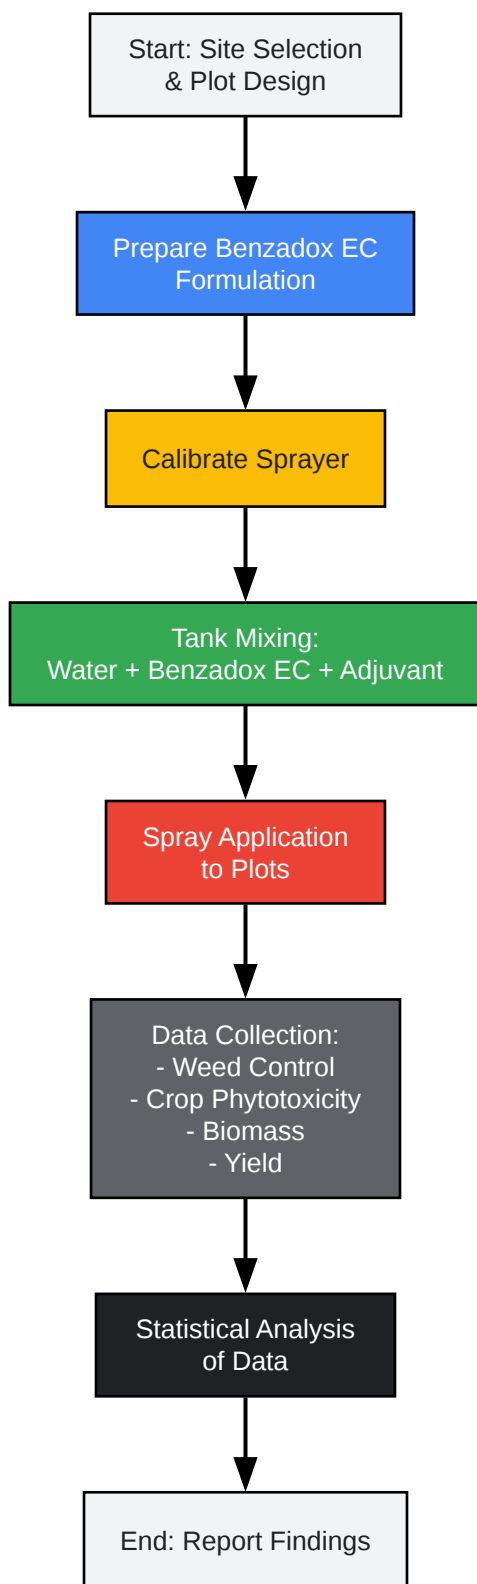 Start: Site Selection
& Plot Design
Prepare Benzadox EC
Formulation
Calibrate Sprayer
Tank Mixing:
Water + Benzadox EC + Adjuvant
Spray Application
to Plots
Data Collection:
- Weed Control
- Crop Phytotoxicity
- Biomass
- Yield
Statistical Analysis
of Data
End: Report Findings